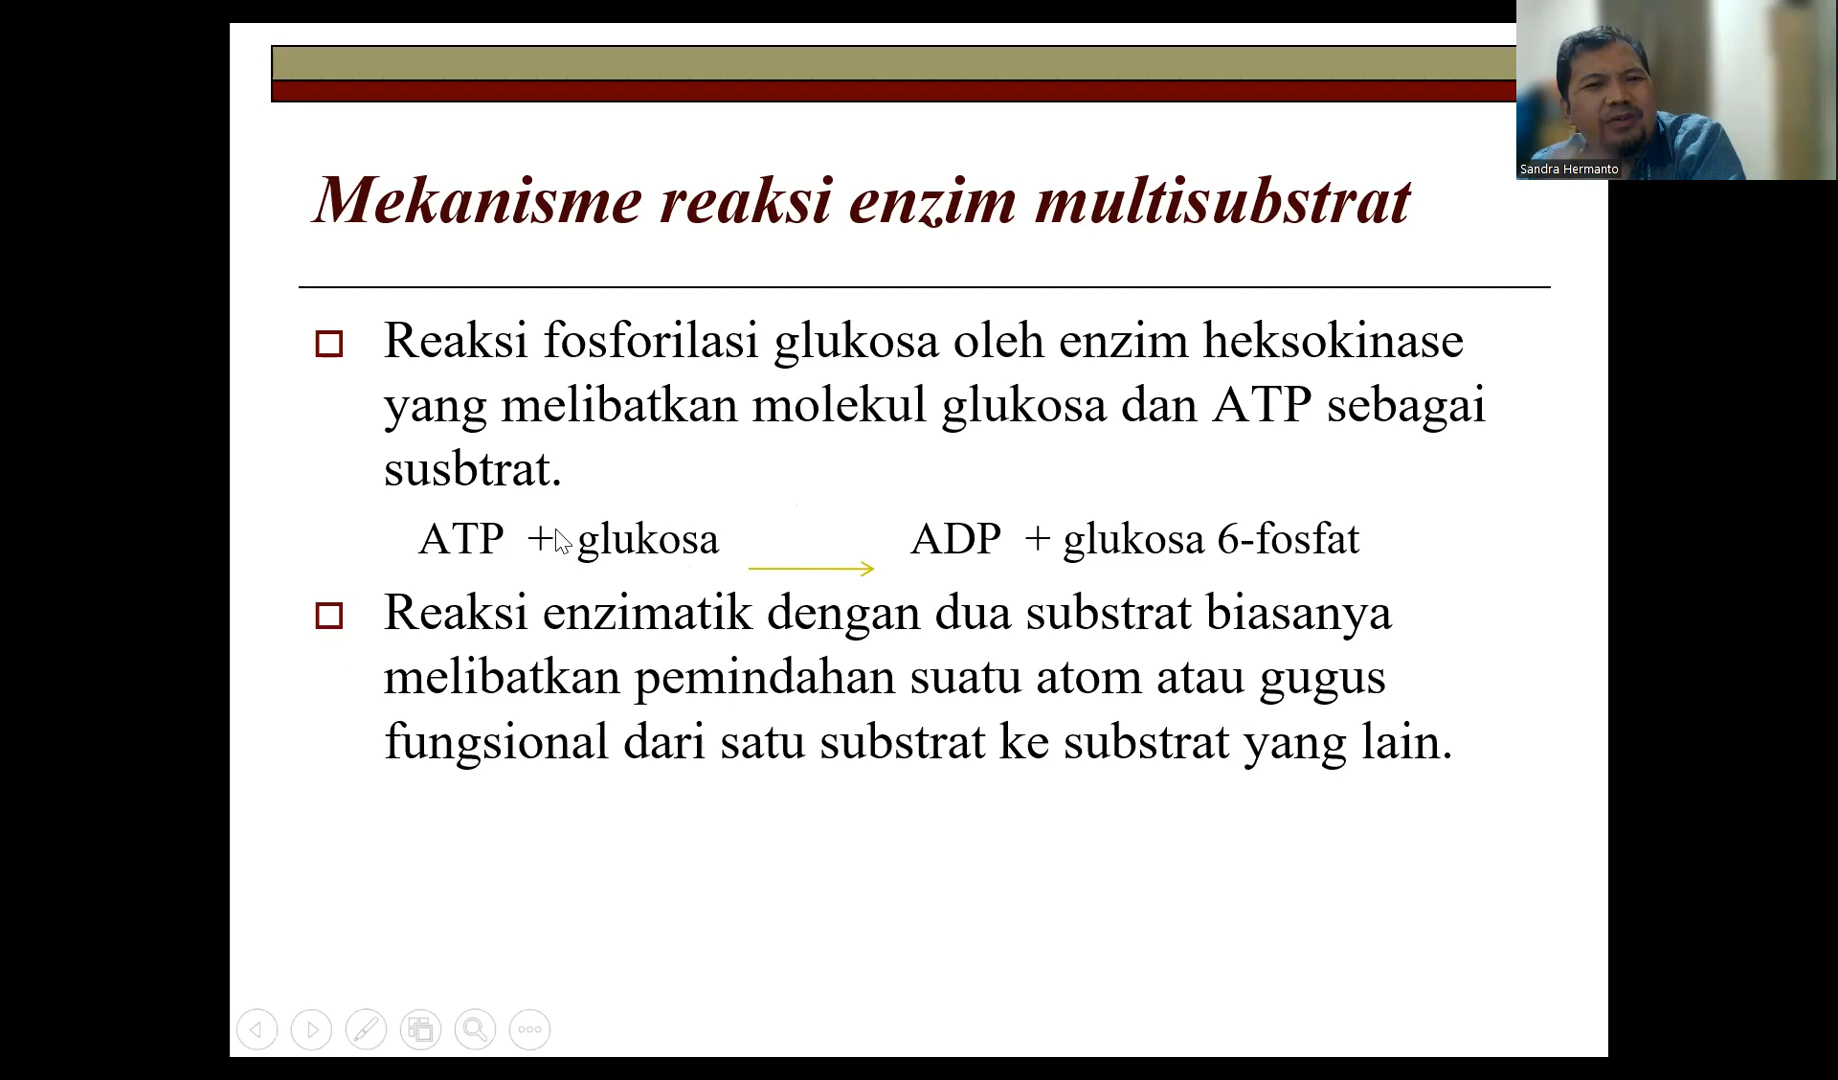 Sandra Hermanto
Mekanisme reaksi enzim multisubstrat
Reaksi fosforilasi glukosa oleh enzim heksokinase
yang melibatkan molekul glukosa dan ATP sebagai
susbtrat.
ATP + glukosa ADP + glukosa 6-fosfat
Reaksi enzimatik dengan dua substrat biasanya
melibatkan pemindahan suatu atom atau gugus
fungsional dari satu substrat ke substrat yang lain.